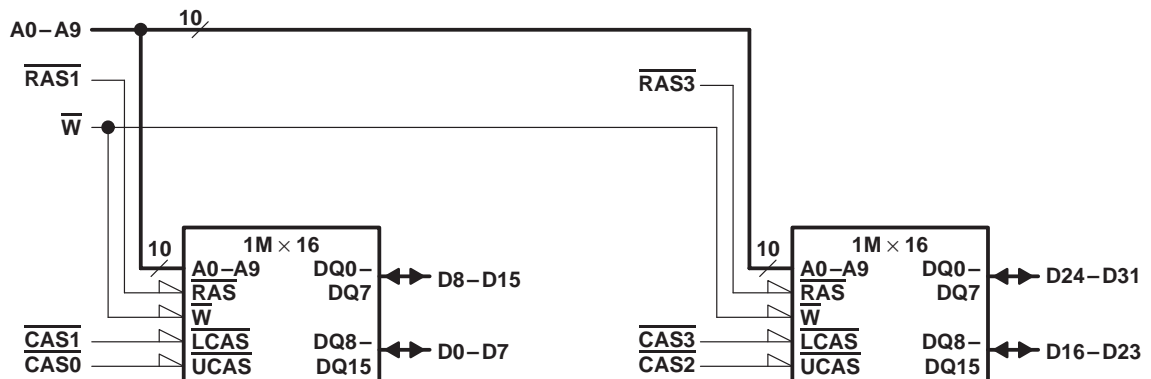 10
A0–A9
RAS1
RAS3
W
1M × 16
1M × 16
10
A0–A9
DQ0–
DQ7
D8–D15
RAS
W
CAS1
LCAS
DQ8–
DQ15
D0–D7
CAS0
UCAS
10
A0–A9
DQ0–
DQ7
D24–D31
RAS
W
CAS3
LCAS
DQ8–
DQ15
D16–D23
CAS2
UCAS